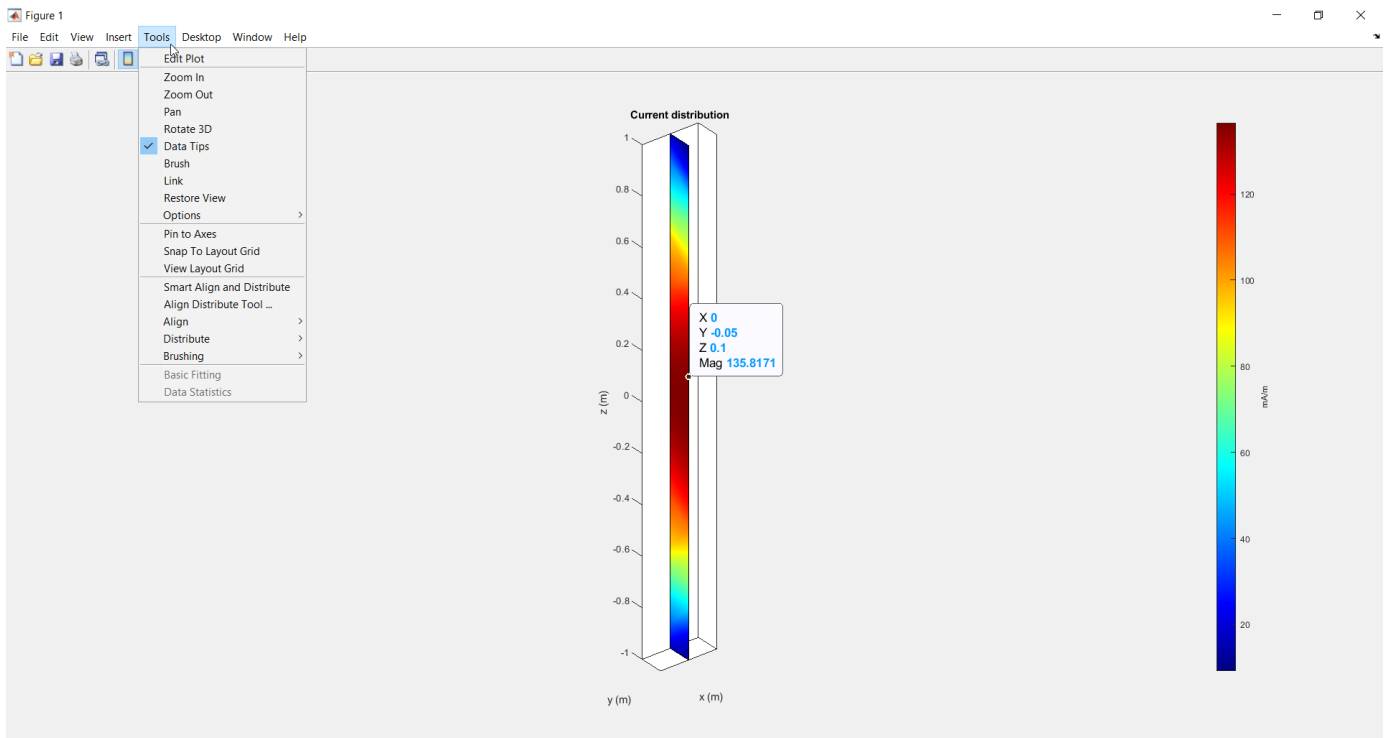 Figure 1
File Edit View Insert Tools Desktop Window Help
Edit Plot
Zoom In
Zoom Out
Pan
Rotate 3D
Data Tips
Brush
Link
Restore View
Options
Pin to Axes
Snap To Layout Grid
View Layout Grid
Smart Align and Distribute
Align Distribute Tool ...
Align
Distribute
Brushing
Basic Fitting
Data Statistics
Current distribution
1
0.8
0.6
0.4
0.2
0
-0.2
-0.4
-0.6
-0.8
-1
z (m)
y (m)
x (m)
X 0
Y -0.05
Z 0.1
Mag 135.8171
120
100
80
60
40
20
mA/m